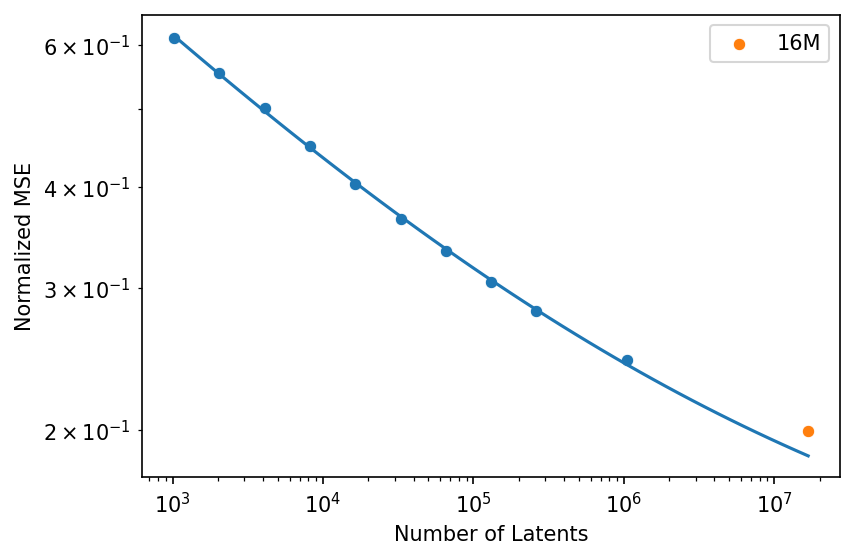 6 × 10⁻¹
4 × 10⁻¹
3 × 10⁻¹
2 × 10⁻¹
Normalized MSE
16M
10³ 10⁴ 10⁵ 10⁶ 10⁷
Number of Latents